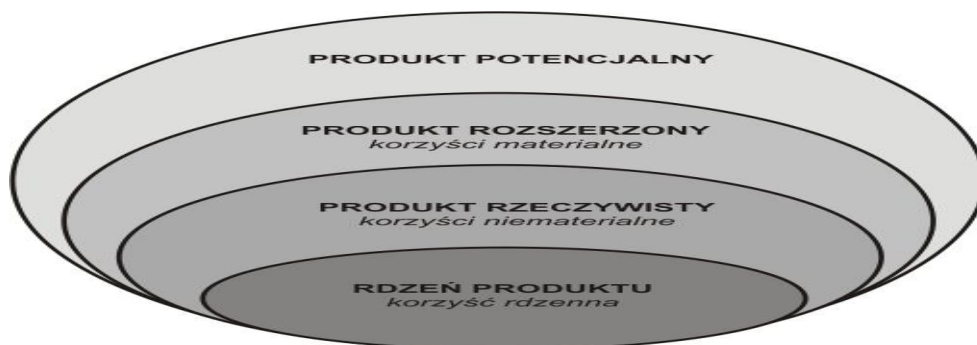 PRODUKT POTENCJALNY
PRODUKT ROZSZERZONY
korzyści materialne
PRODUKT RZECZYWISTY
korzyści niematerialne
RDZEŃ PRODUKTU
korzyść rdzenna